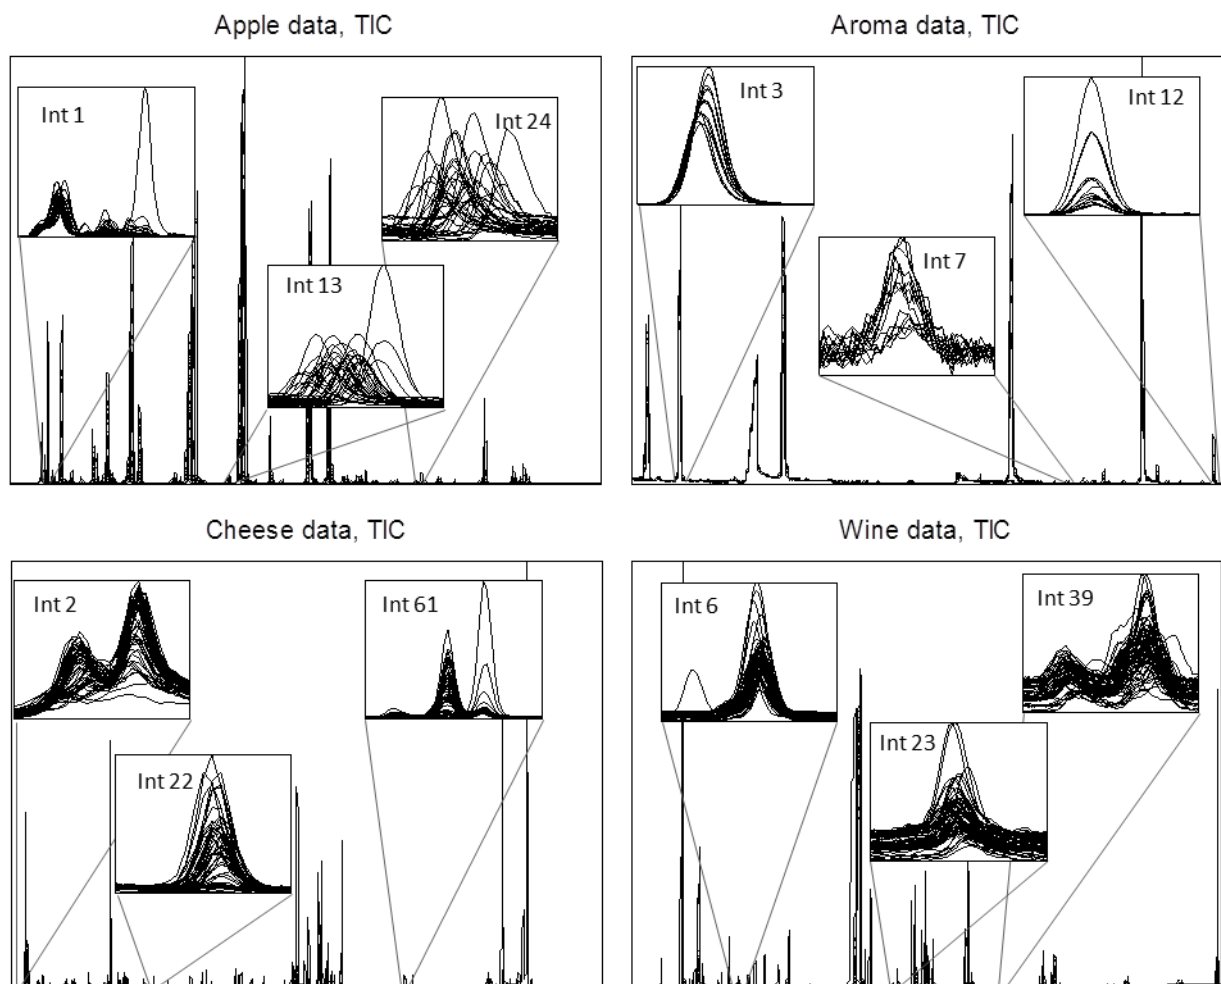 Apple data, TIC
Int 1
Int 24
Int 13
Aroma data, TIC
Int 3
Int 12
Int 7
Cheese data, TIC
Int 2
Int 61
Int 22
Wine data, TIC
Int 6
Int 39
Int 23